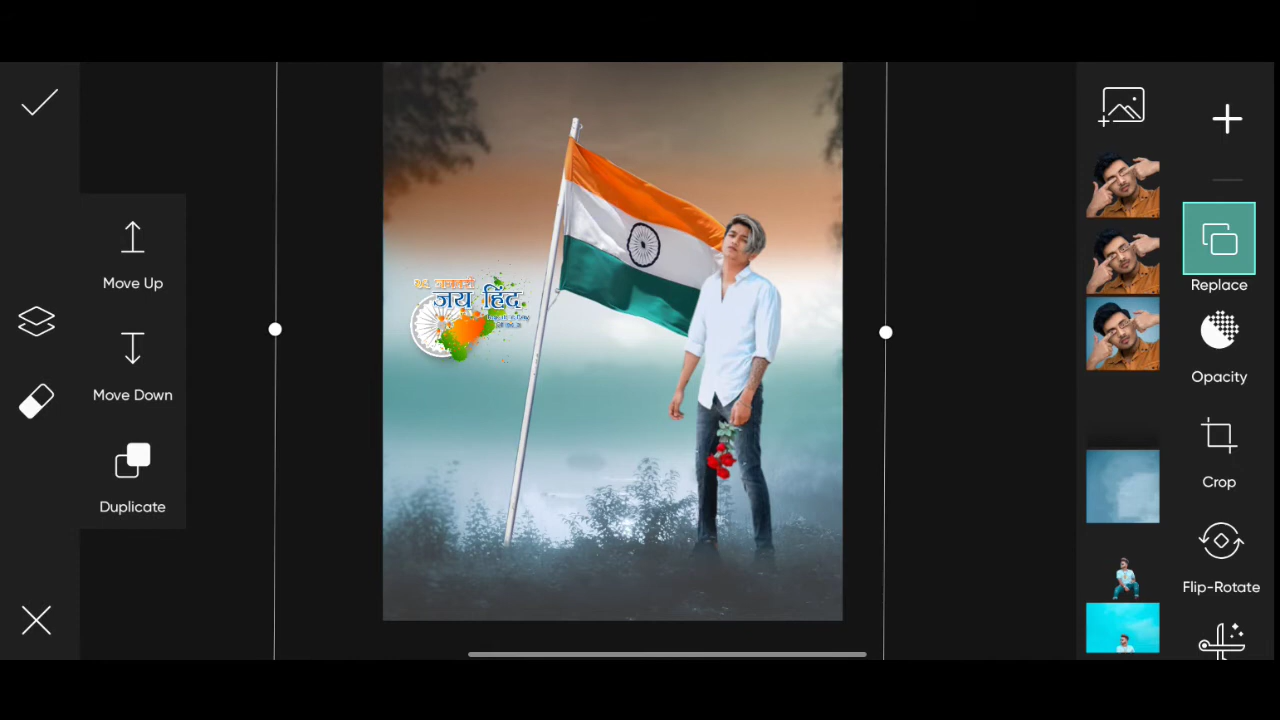 Move Up
Move Down
Duplicate
जय हिंद
Replace
Opacity
Crop
Flip-Rotate